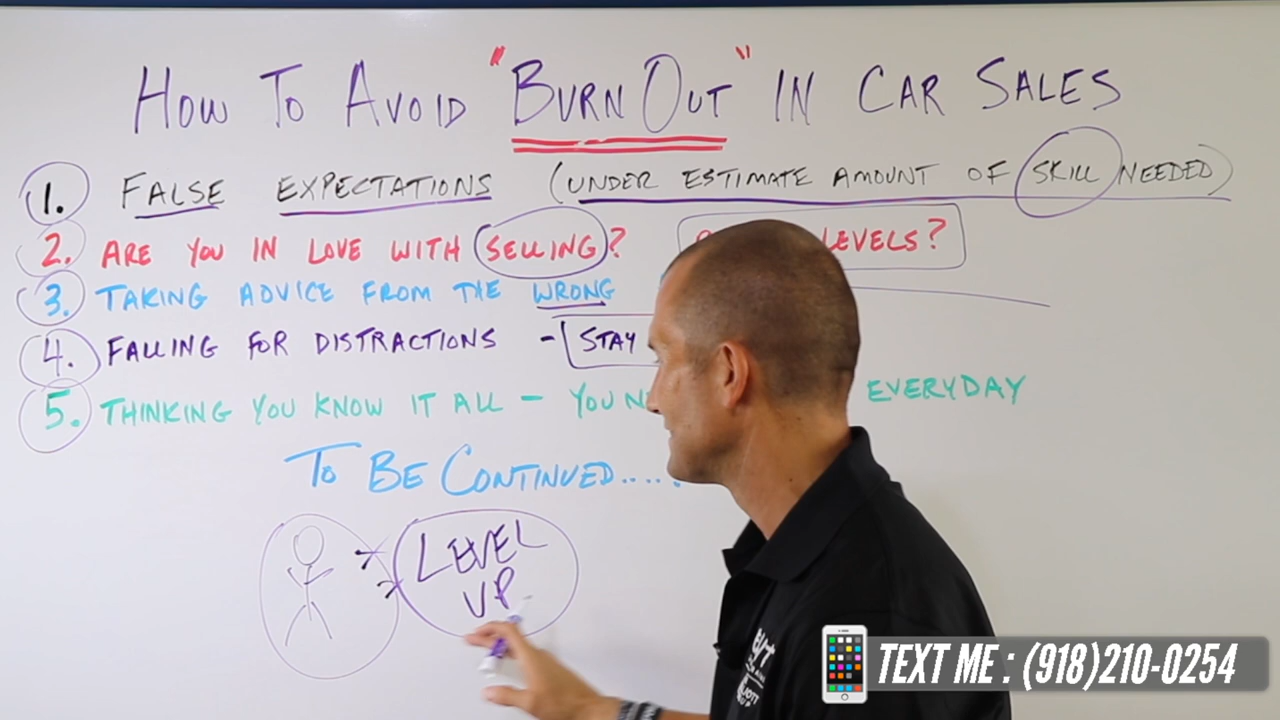 How To Avoid "Burn Out" In Car Sales
1. False Expectations (Under Estimate Amount of Skill Needed)
2. Are you in love with selling? Levels?
3. Taking advice from the wrong
4. Falling for distractions - Stay
5. Thinking you know it all - You Everyday
To Be Continued.....
Level
Up
TEXT ME : (918)210-0254